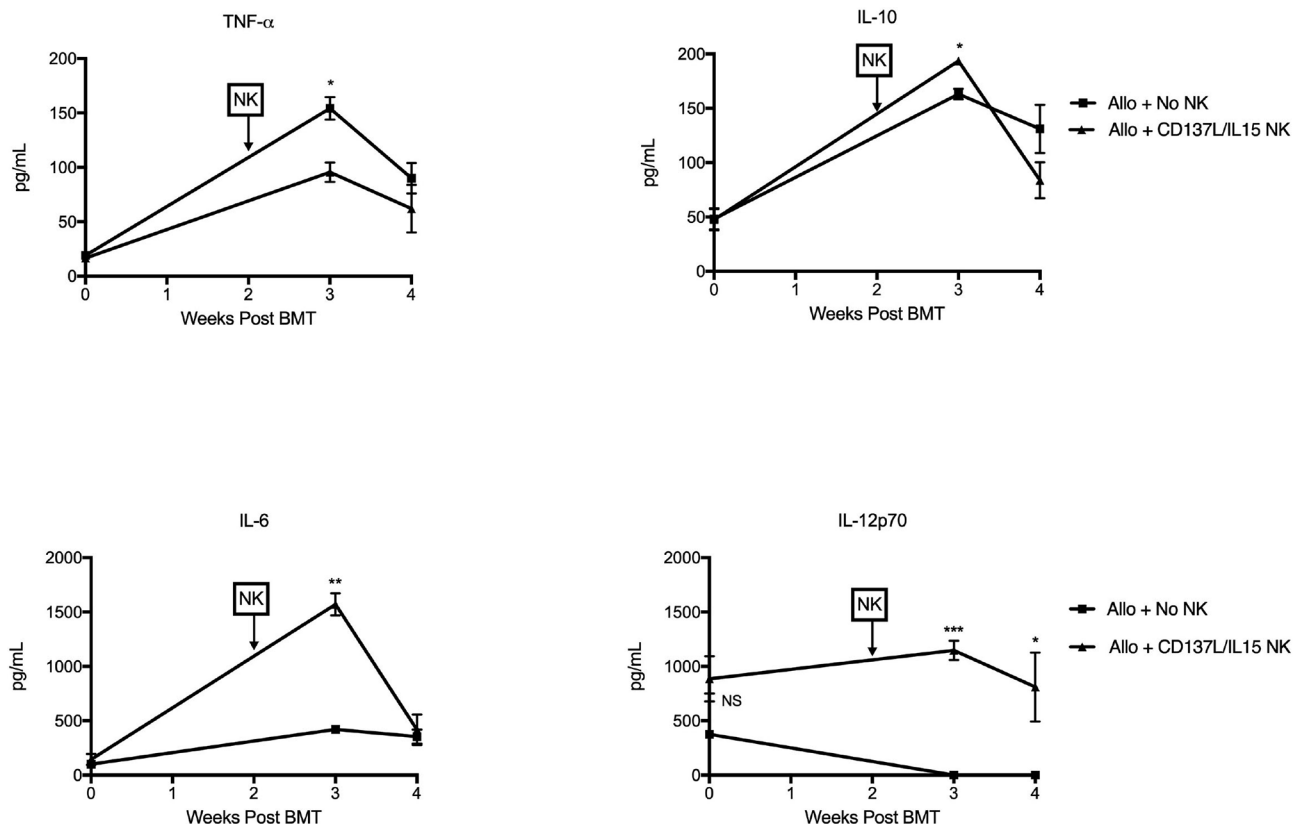 TNF-α
200
150
100
50
0
pg/mL
NK
*
0 1 2 3 4
Weeks Post BMT
IL-10
200
150
100
50
0
pg/mL
NK
*
0 1 2 3 4
Weeks Post BMT
Allo + No NK
Allo + CD137L/IL15 NK
IL-6
2000
1500
1000
500
0
pg/mL
NK
**
0 1 2 3 4
Weeks Post BMT
IL-12p70
2000
1500
1000
500
0
pg/mL
NK
***
*
NS
0 1 2 3 4
Weeks Post BMT
Allo + No NK
Allo + CD137L/IL15 NK